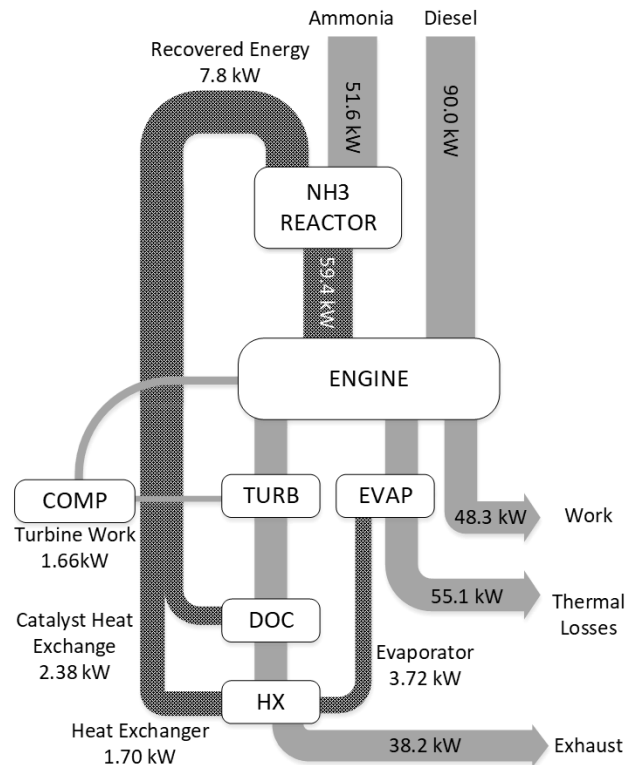 Ammonia
Diesel
Recovered Energy
7.8 kW
51.6 kW
90.0 kW
NH3
REACTOR
59.4 kW
ENGINE
COMP
TURB
EVAP
Turbine Work
1.66kW
48.3 kW
Work
55.1 kW
Thermal
Losses
Catalyst Heat
Exchange
2.38 kW
DOC
Evaporator
3.72 kW
HX
Heat Exchanger
1.70 kW
38.2 kW
Exhaust